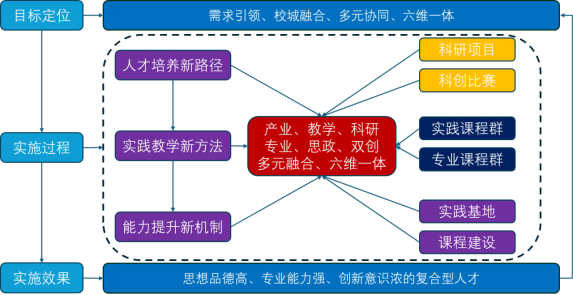 目标定位
需求引领、校城融合、多元协同、六维一体
人才培养新路径
科研项目
科创比赛
实施过程
实践教学新方法
产业、教学、科研
专业、思政、双创
多元融合、六维一体
实践课程群
专业课程群
能力提升新机制
实践基地
课程建设
实施效果
思想品德高、专业能力强、创新意识浓的复合型人才